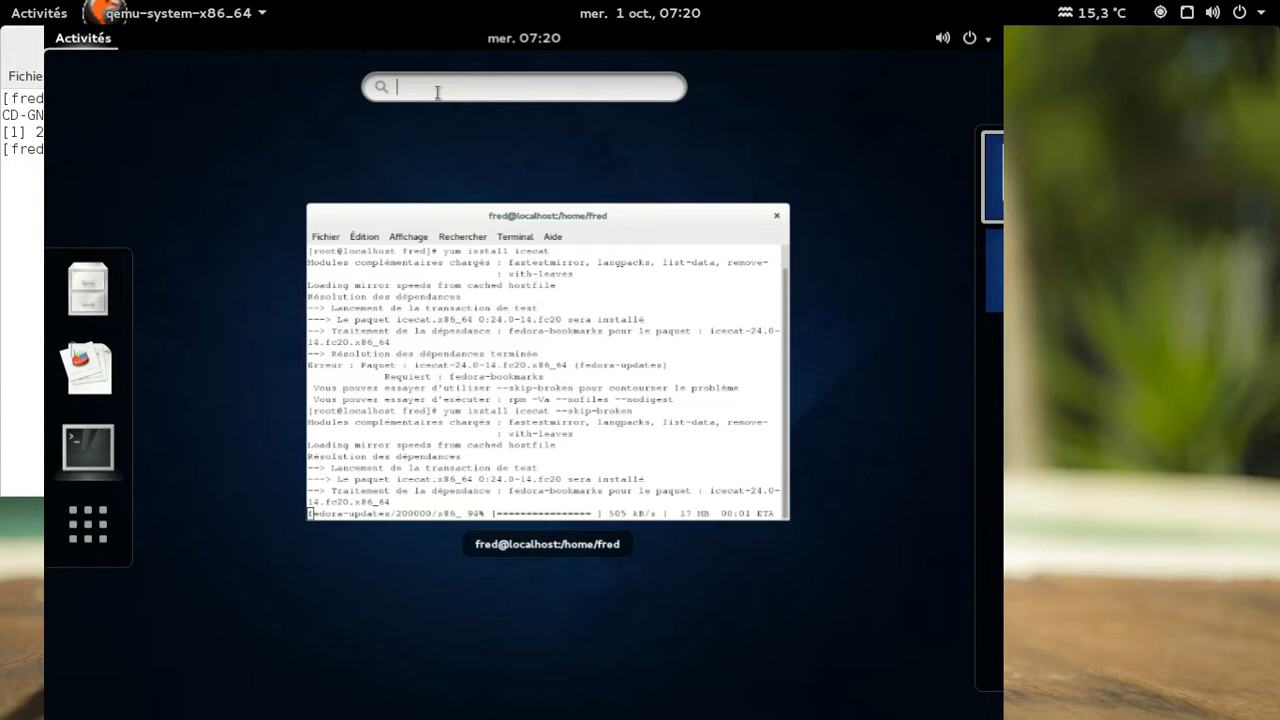 Activités
qemu-system-x86_64
mer. 1 oct., 07:20
15,3 °C
Activités
mer. 07:20
Fichie
[fred
CD-GN
[1] 2
[fred
fred@localhost:/home/fred
Fichier Édition Affichage Rechercher Terminal Aide
[root@localhost fred]# yum install icecat
Modules complémentaires chargés : fastestmirror, langpacks, list-data, remove-
: with-leaves
Loading mirror speeds from cached hostfile
Résolution des dépendances
--> Lancement de la transaction de test
---> Le paquet icecat.x86_64 0:24.0-14.fc20 sera installé
--> Traitement de la dépendance : fedora-bookmarks pour le paquet : icecat-24.0-
14.fc20.x86_64
--> Résolution des dépendances terminée
Erreur : Paquet : icecat-24.0-14.fc20.x86_64 (fedora-updates)
Requiert : fedora-bookmarks
Vous pouvez essayer d'utiliser --skip-broken pour contourner le problème
Vous pouvez essayer d'exécuter : rpm -Va --nofiles --nodigest
[root@localhost fred]# yum install icecat --skip-broken
Modules complémentaires chargés : fastestmirror, langpacks, list-data, remove-
: with-leaves
Loading mirror speeds from cached hostfile
Résolution des dépendances
--> Lancement de la transaction de test
---> Le paquet icecat.x86_64 0:24.0-14.fc20 sera installé
--> Traitement de la dépendance : fedora-bookmarks pour le paquet : icecat-24.0-
14.fc20.x86_64
fedora-updates/200000/x86_ 94% [================ ] 505 kB/s | 17 MB 00:01 ETA
fred@localhost:/home/fred